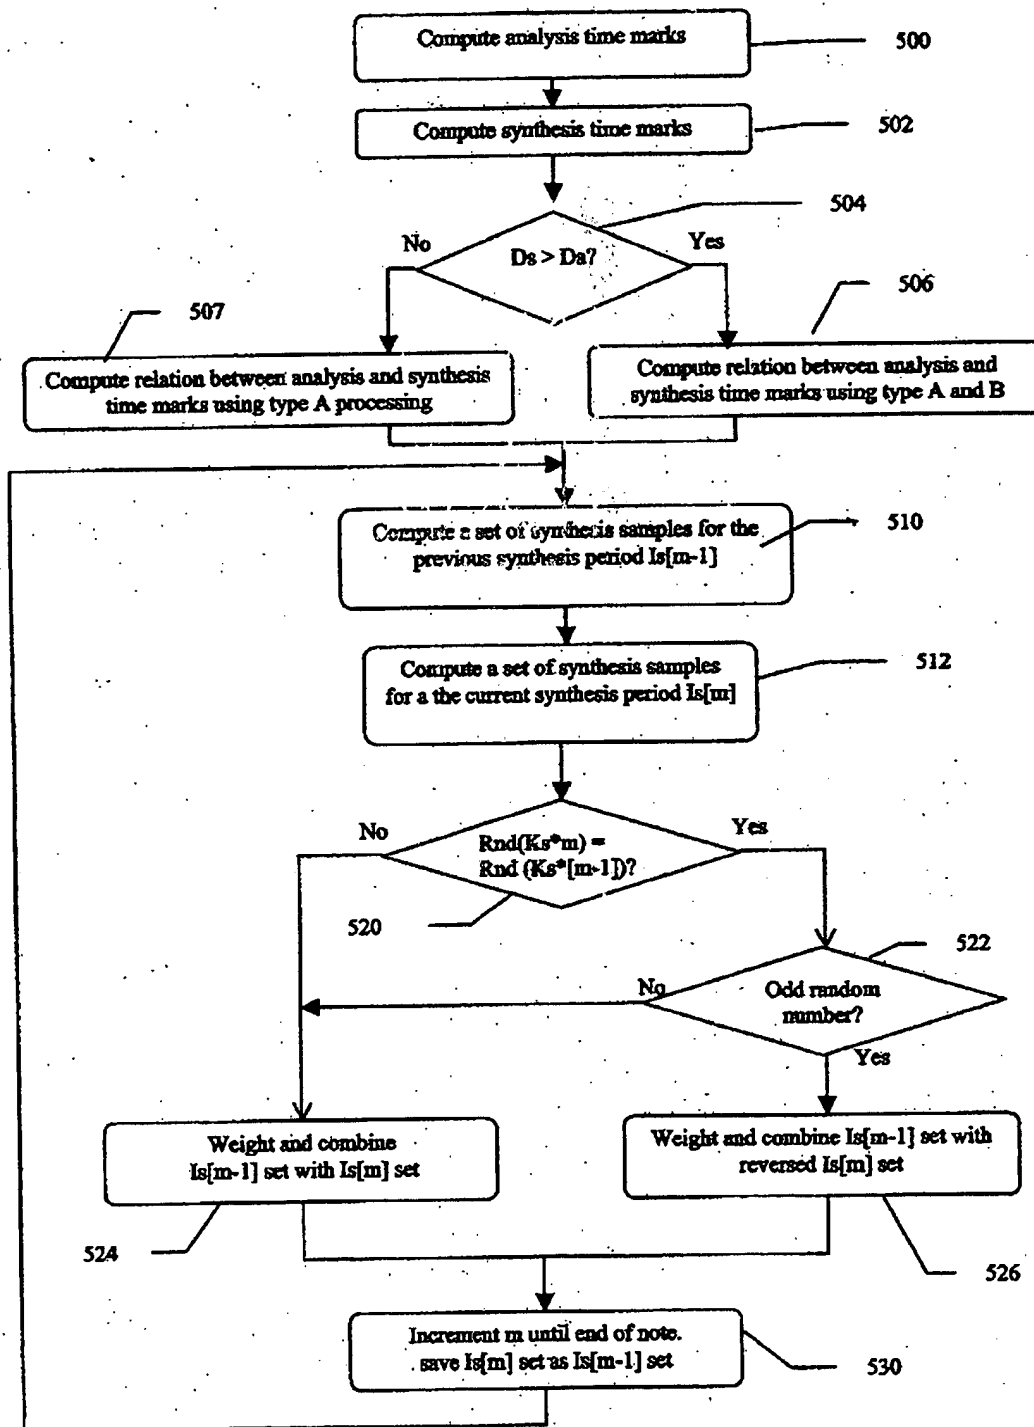 Compute analysis time marks
500
Compute synthesis time marks
502
504
No
Ds > Da?
Yes
507
506
Compute relation between analysis and synthesis
time marks using type A processing
Compute relation between analysis and
synthesis time marks using type A and B
Compute a set of synthesis samples for the
previous synthesis period Is[m-1]
510
Compute a set of synthesis samples
for a the current synthesis period Is[m]
512
No
Rnd(Ks*m) =
Rnd (Ks*[m-1])?
Yes
520
522
No
Odd random
number?
Yes
Weight and combine
Is[m-1] set with Is[m] set
Weight and combine Is[m-1] set with
reversed Is[m] set
524
526
Increment m until end of note.
save Is[m] set as Is[m-1] set
530